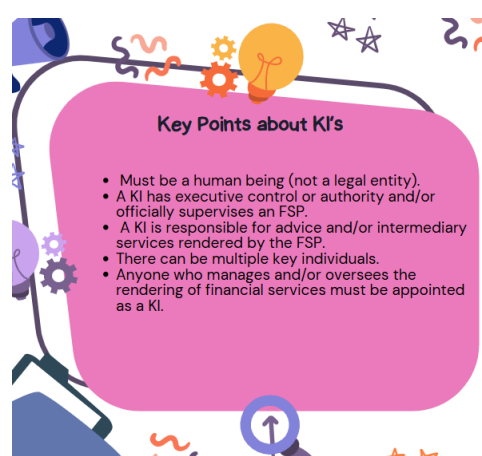 Key Points about KI's
• Must be a human being (not a legal entity).
• A KI has executive control or authority and/or
officially supervises an FSP.
• A KI is responsible for advice and/or intermediary
services rendered by the FSP.
• There can be multiple key individuals.
• Anyone who manages and/or oversees the
rendering of financial services must be appointed
as a KI.